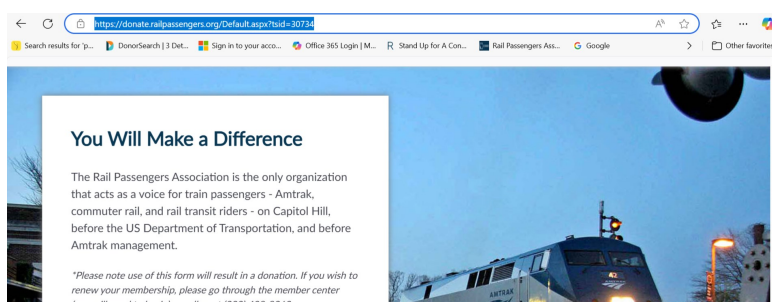 https://donate.railpassengers.org/Default.aspx?tsid=30734
Search results for 'p... DonorSearch | 3 Det... Sign in to your acco... Office 365 Login | M... R Stand Up for A Con... Rail Passengers Ass... G Google > Other favorites
You Will Make a Difference
The Rail Passengers Association is the only organization
that acts as a voice for train passengers - Amtrak,
commuter rail, and rail transit riders - on Capitol Hill,
before the US Department of Transportation, and before
Amtrak management.
*Please note use of this form will result in a donation. If you wish to
renew your membership, please go through the member center
42
AMTRAK